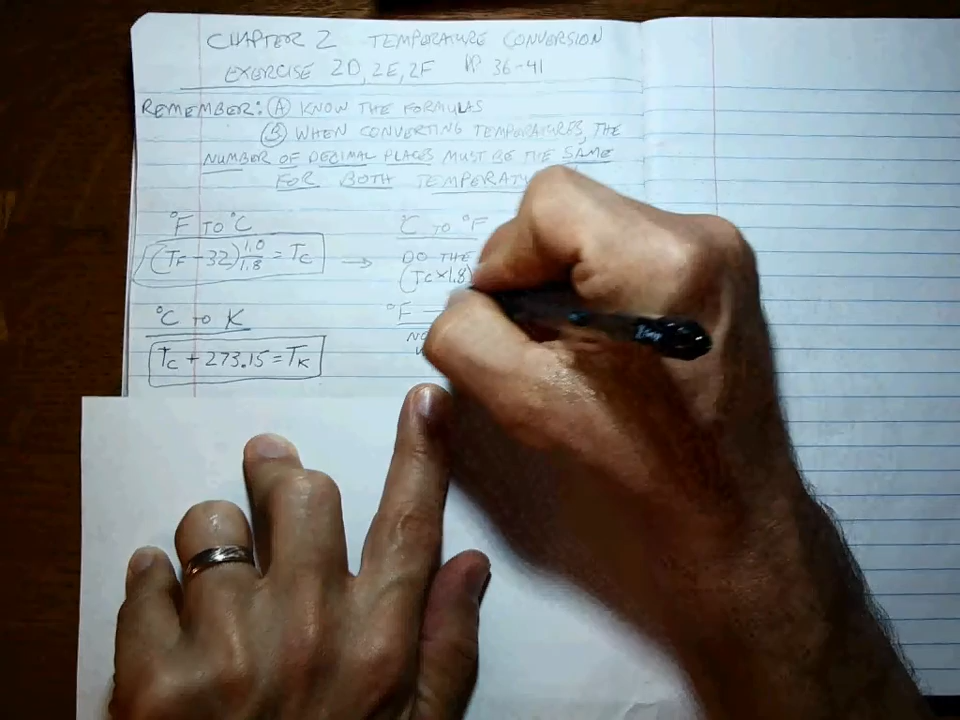 CHAPTER 2 TEMPERATURE CONVERSION
EXERCISE 2D, 2E, 2F PP 36-41
REMEMBER: (A) KNOW THE FORMULAS
(B) WHEN CONVERTING TEMPERATURES, THE
NUMBER OF DECIMAL PLACES MUST BE THE SAME
FOR BOTH TEMPERATU
°F TO °C
(TF - 32) 1.0/1.8 = TC →
°C TO K
TC + 273.15 = TK
°C TO °F
DO THE
(TC × 1.8)
°F